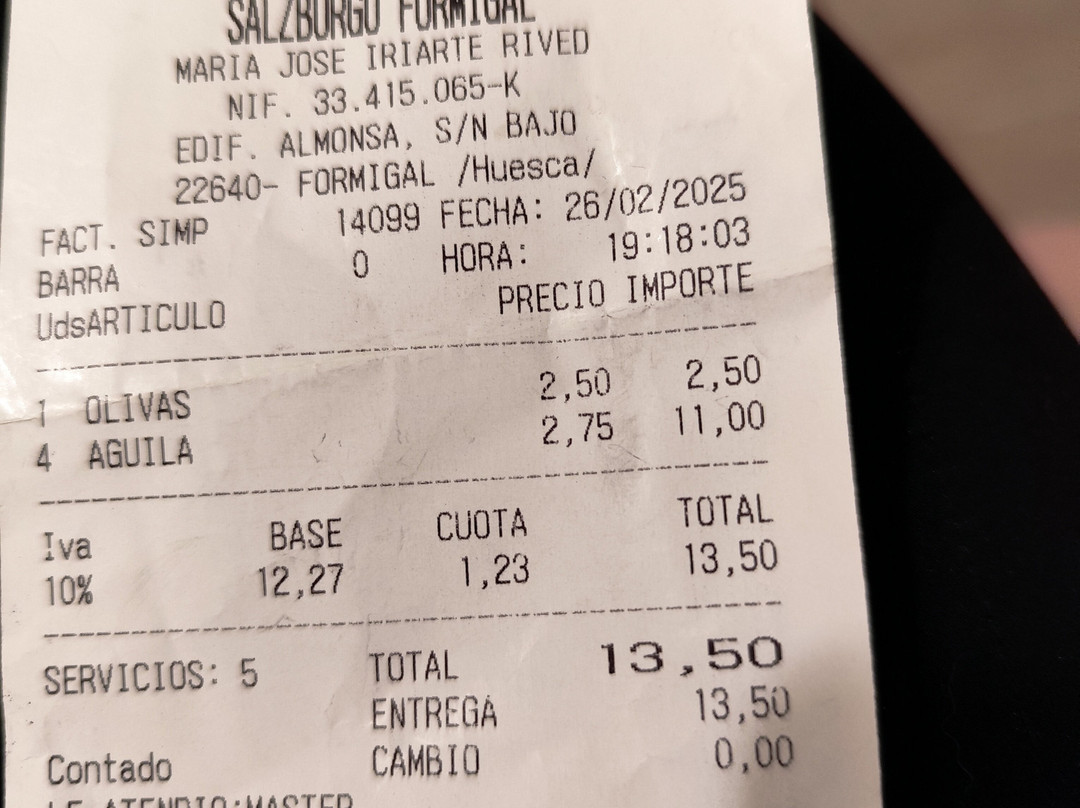 SALZBURGO FORMIGAL
MARIA JOSE IRIARTE RIVED
NIF. 33.415.065-K
EDIF. ALMONSA, S/N BAJO
22640- FORMIGAL /Huesca/
FACT. SIMP 14099 FECHA: 26/02/2025
BARRA 0 HORA: 19:18:03
UdsARTICULO PRECIO IMPORTE
1 OLIVAS 2,50 2,50
4 AGUILA 2,75 11,00
Iva BASE CUOTA TOTAL
10% 12,27 1,23 13,50
SERVICIOS: 5 TOTAL 13,50
ENTREGA 13,50
Contado CAMBIO 0,00
LE ATENDIO:MASTER